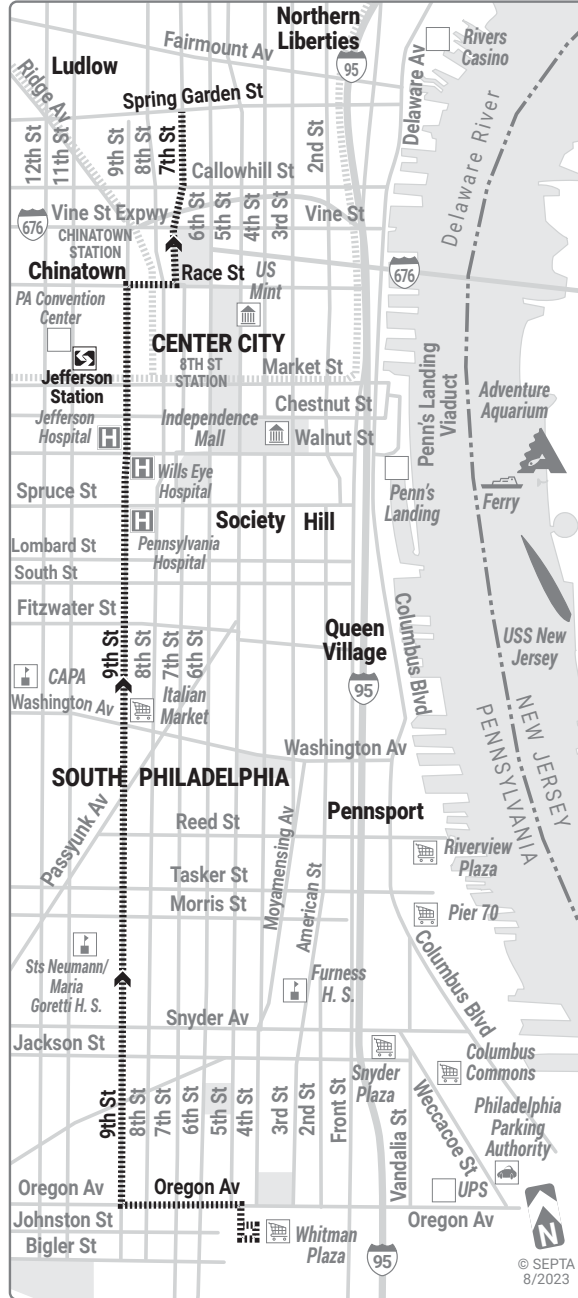 Northern
Liberties
Fairmount Av
95
Delaware Av
Rivers
Casino
Ludlow
Ridge Av
Spring Garden St
12th St
11th St
9th St
8th St
7th St
2nd St
Callowhill St
Delaware River
6th St
5th St
4th St
3rd St
676
Vine St Expwy
Vine St
CHINATOWN
STATION
Chinatown
Race St
US
Mint
676
PA Convention
Center
CENTER CITY
8TH ST
STATION
Market St
Jefferson
Station
Chestnut St
Penn's Landing
Viaduct
Adventure
Aquarium
Jefferson
Hospital
H
Independence
Mall
Walnut St
H
Wills Eye
Hospital
Penn's
Landing
Ferry
Spruce St
H
Society Hill
Pennsylvania
Hospital
Lombard St
South St
Fitzwater St
Columbus Blvd
Queen
Village
USS New
Jersey
9th St
8th St
7th St
6th St
CAPA
Italian
Market
95
Washington Av
NEW JERSEY
PENNSYLVANIA
Washington Av
SOUTH PHILADELPHIA
Passyunk Av
Reed St
Moyamensing Av
Pennsport
Riverview
Plaza
Tasker St
American St
Morris St
Pier 70
Sts Neumann/
Maria
Goretti H. S.
Furness
H. S.
Columbus Blvd
Snyder Av
Jackson St
Snyder
Plaza
Columbus
Commons
9th St
8th St
7th St
6th St
5th St
4th St
3rd St
2nd St
Front St
Vandalia St
Weccacoe St
Philadelphia
Parking
Authority
Oregon Av
Oregon Av
UPS
Johnston St
Oregon Av
Whitman
Plaza
Bigler St
95
N
© SEPTA
8/2023